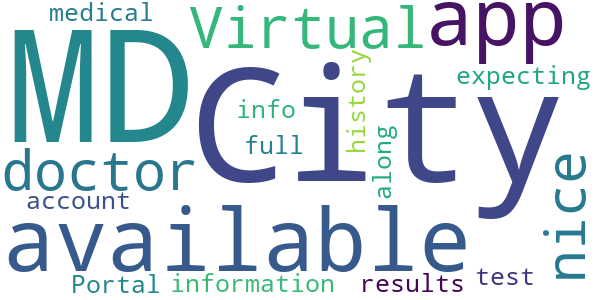 medical
MD
Virtual
app
City
expecting
info
history
full
doctor
along
nice
account
available
Portal
information
results
test